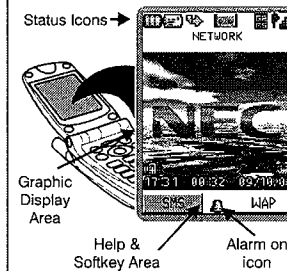 Status Icons
NETWORK
NEC
17:31 00:32 09/10/0
SMS WAP
Graphic
Display
Area
Help &
Softkey Area
Alarm on
icon